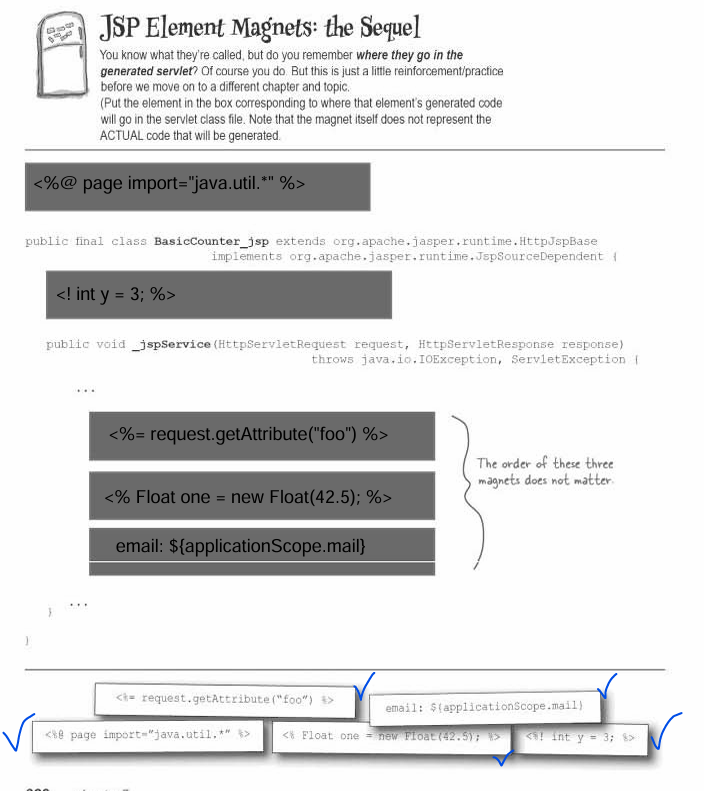 JSP Element Magnets: the Sequel
You know what they're called, but do you remember where they go in the
generated servlet? Of course you do. But this is just a little reinforcement/practice
before we move on to a different chapter and topic.
(Put the element in the box corresponding to where that element's generated code
will go in the servlet class file. Note that the magnet itself does not represent the
ACTUAL code that will be generated.
<%@ page import="java.util.*" %>
public final class BasicCounter_jsp extends org.apache.jasper.runtime.HttpJspBase
implements org.apache.jasper.runtime.JspSourceDependent {
<! int y = 3; %>
public void _jspService(HttpServletRequest request, HttpServletResponse response)
throws java.io.IOException, ServletException {
...
<%= request.getAttribute("foo") %>
<% Float one = new Float(42.5); %>
email: ${applicationScope.mail}
The order of these three
magnets does not matter.
...
}
}
<%= request.getAttribute("foo") %>
email: ${applicationScope.mail}
<%@ page import="java.util.*" %>
<% Float one = new Float(42.5); %>
<%! int y = 3; %>